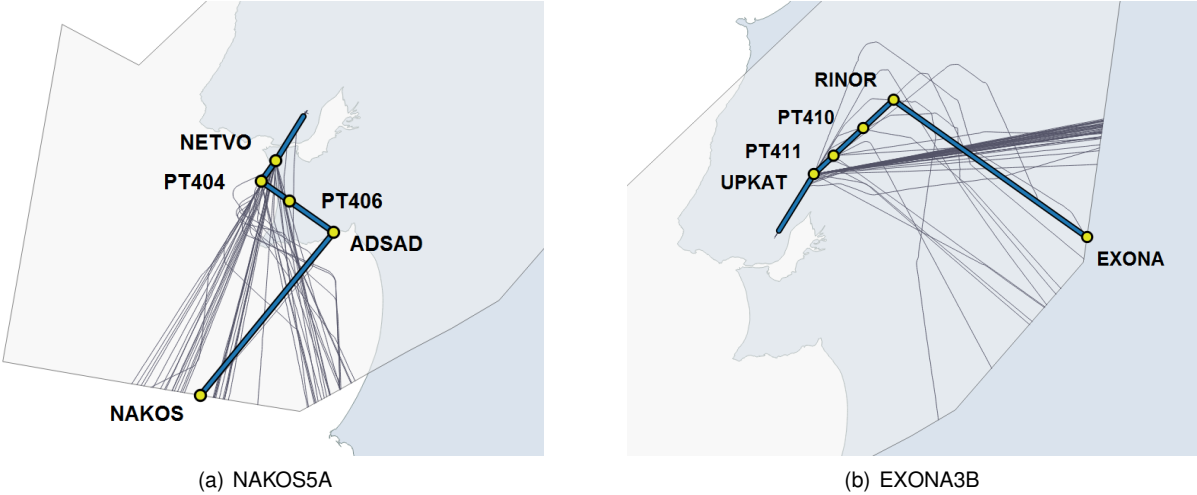 NETVO
PT404
PT406
ADSAD
NAKOS
(a) NAKOS5A
RINOR
PT410
PT411
UPKAT
EXONA
(b) EXONA3B